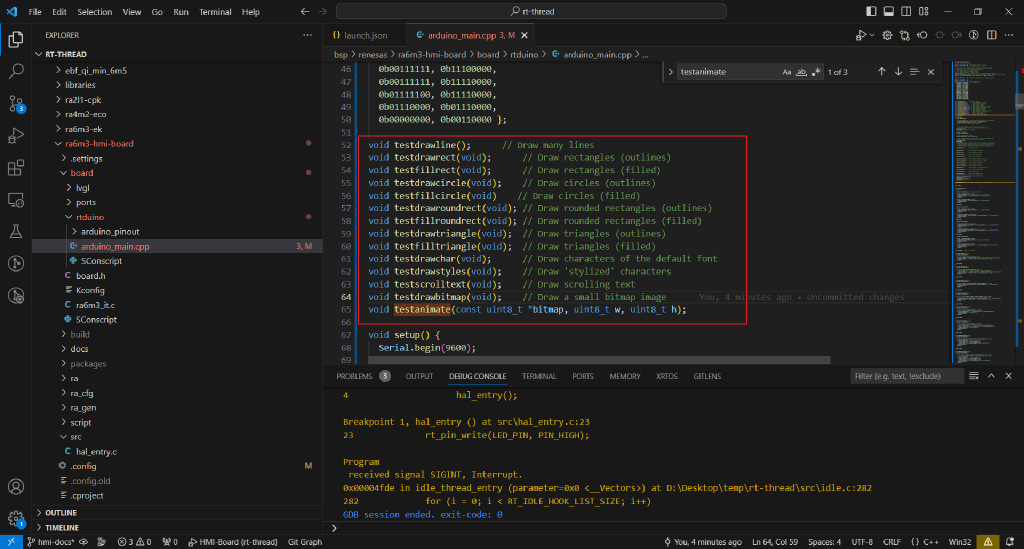 File Edit Selection View Go Run Terminal Help
rt-thread
EXPLORER
RT-THREAD
ebf_qi_min_6m5
libraries
ra2l1-cpk
ra4m2-eco
ra6m3-ek
ra6m3-hmi-board
.settings
board
lvgl
ports
rtduino
arduino_pinout
arduino_main.cpp 3, M
SConscript
board.h
Kconfig
ra6m3_it.c
SConscript
build
docs
packages
ra
ra_cfg
ra_gen
script
src
hal_entry.c
.config M
.config.old
.cproject
OUTLINE
TIMELINE
launch.json
arduino_main.cpp 3, M
bsp > renesas > ra6m3-hmi-board > board > rtduino > arduino_main.cpp > ...
testanimate
Aa ab 1 of 3
46 0b00111111, 0b11100000,
47 0b00111111, 0b11110000,
48 0b01111100, 0b11110000,
49 0b01110000, 0b01110000,
50 0b00000000, 0b00110000 };
51
52 void testdrawline(); // Draw many lines
53 void testdrawrect(void); // Draw rectangles (outlines)
54 void testfillrect(void); // Draw rectangles (filled)
55 void testdrawcircle(void); // Draw circles (outlines)
56 void testfillcircle(void) // Draw circles (filled)
57 void testdrawroundrect(void); // Draw rounded rectangles (outlines)
58 void testfillroundrect(void); // Draw rounded rectangles (filled)
59 void testdrawtriangle(void); // Draw triangles (outlines)
60 void testfilltriangle(void); // Draw triangles (filled)
61 void testdrawchar(void); // Draw characters of the default font
62 void testdrawstyles(void); // Draw 'stylized' characters
63 void testscrolltext(void); // Draw scrolling text
64 void testdrawbitmap(void); // Draw a small bitmap image You, 4 minutes ago • Uncommitted changes
65 void testanimate(const uint8_t *bitmap, uint8_t w, uint8_t h);
66
67 void setup() {
68 Serial.begin(9600);
69
PROBLEMS 3 OUTPUT DEBUG CONSOLE TERMINAL PORTS MEMORY XRTOS GITLENS
Filter (e.g. text, !exclude)
4 hal_entry();
Breakpoint 1, hal_entry () at src\hal_entry.c:23
23 rt_pin_write(LED_PIN, PIN_HIGH);
Program
received signal SIGINT, Interrupt.
0x00004fde in idle_thread_entry (parameter=0x0 <__Vectors>) at D:\Desktop\temp\rt-thread\src\idle.c:282
282 for (i = 0; i < RT_IDLE_HOOK_LIST_SIZE; i++)
GDB session ended. exit-code: 0
hmi-docs* 3 0 0 HMI-Board (rt-thread) Git Graph
You, 4 minutes ago Ln 64, Col 59 Spaces: 4 UTF-8 CRLF {} C++ Win32